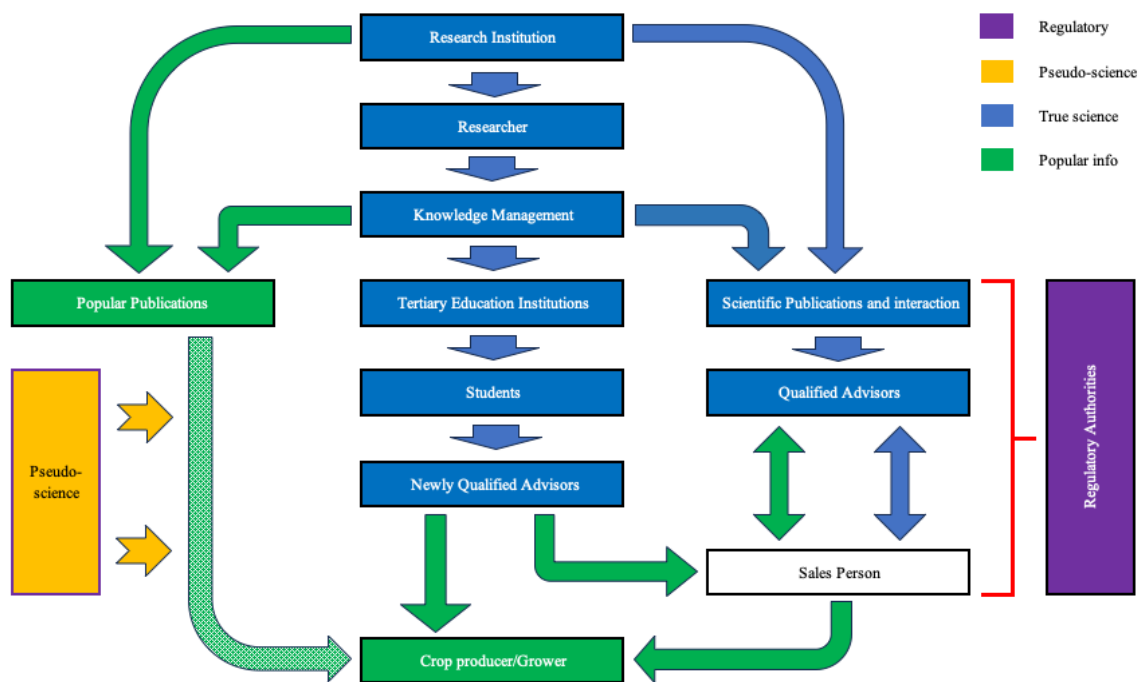 Research Institution
Regulatory
Pseudo-science
True science
Popular info
Researcher
Knowledge Management
Popular Publications
Tertiary Education Institutions
Scientific Publications and interaction
Students
Qualified Advisors
Pseudo-
science
Newly Qualified Advisors
Regulatory Authorities
Sales Person
Crop producer/Grower